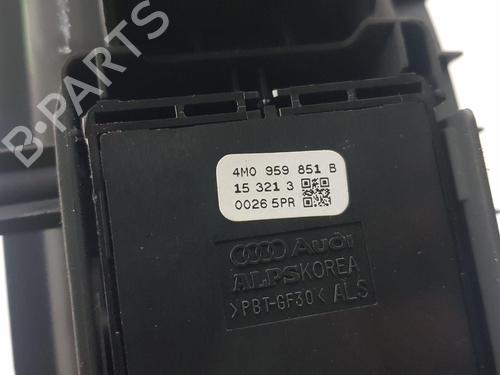 B-PARTS
4M0 959 851 B
15 321 3
0026 5PR
Audi
ALPSKOREA
>PBT-GF30< ALS